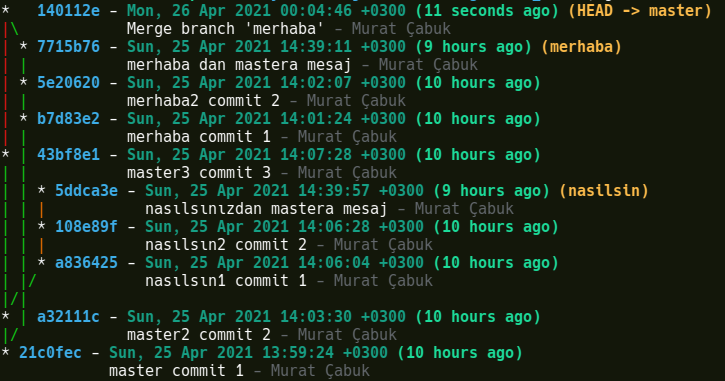 *   140112e - Mon, 26 Apr 2021 00:04:46 +0300 (11 seconds ago) (HEAD -> master)
|\            Merge branch 'merhaba' - Murat Çabuk
| * 7715b76 - Sun, 25 Apr 2021 14:39:11 +0300 (9 hours ago) (merhaba)
| |           merhaba dan mastera mesaj - Murat Çabuk
| * 5e20620 - Sun, 25 Apr 2021 14:02:07 +0300 (10 hours ago)
| |           merhaba2 commit 2 - Murat Çabuk
| * b7d83e2 - Sun, 25 Apr 2021 14:01:24 +0300 (10 hours ago)
| |           merhaba commit 1 - Murat Çabuk
* | 43bf8e1 - Sun, 25 Apr 2021 14:07:28 +0300 (10 hours ago)
| |           master3 commit 3 - Murat Çabuk
| | * 5ddca3e - Sun, 25 Apr 2021 14:39:57 +0300 (9 hours ago) (nasilsin)
| | |           nasılsınızdan mastera mesaj - Murat Çabuk
| | * 108e89f - Sun, 25 Apr 2021 14:06:28 +0300 (10 hours ago)
| | |           nasılsın2 commit 2 - Murat Çabuk
| | * a836425 - Sun, 25 Apr 2021 14:06:04 +0300 (10 hours ago)
| |/            nasılsın1 commit 1 - Murat Çabuk
|/|
* | a32111c - Sun, 25 Apr 2021 14:03:30 +0300 (10 hours ago)
|/            master2 commit 2 - Murat Çabuk
* 21c0fec - Sun, 25 Apr 2021 13:59:24 +0300 (10 hours ago)
            master commit 1 - Murat Çabuk